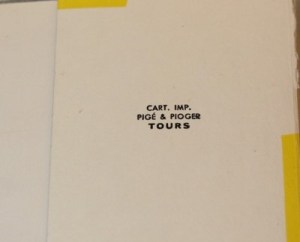 CART. IMP.
PIGÉ & PIOGER
TOURS